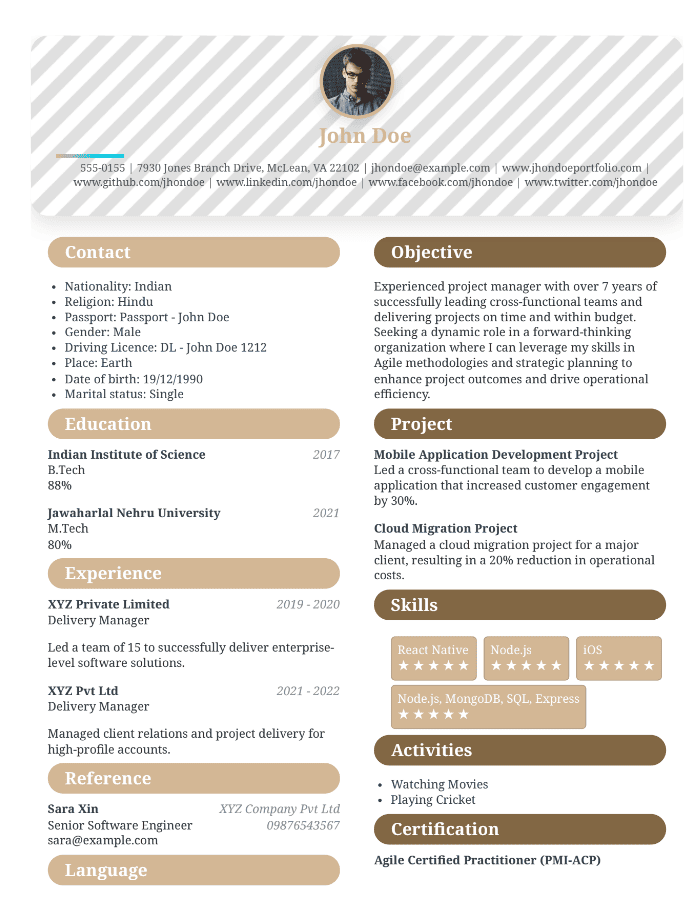 John Doe
555-0155 | 7930 Jones Branch Drive, McLean, VA 22102 | jhondoe@example.com | www.jhondoeportfolio.com |
www.github.com/jhondoe | www.linkedin.com/jhondoe | www.facebook.com/jhondoe | www.twitter.com/jhondoe
Contact
• Nationality: Indian
• Religion: Hindu
• Passport: Passport - John Doe
• Gender: Male
• Driving Licence: DL - John Doe 1212
• Place: Earth
• Date of birth: 19/12/1990
• Marital status: Single
Education
Indian Institute of Science 2017
B.Tech
88%
Jawaharlal Nehru University 2021
M.Tech
80%
Experience
XYZ Private Limited 2019 - 2020
Delivery Manager
Led a team of 15 to successfully deliver enterprise-
level software solutions.
XYZ Pvt Ltd 2021 - 2022
Delivery Manager
Managed client relations and project delivery for
high-profile accounts.
Reference
Sara Xin XYZ Company Pvt Ltd
Senior Software Engineer 09876543567
sara@example.com
Language
Objective
Experienced project manager with over 7 years of
successfully leading cross-functional teams and
delivering projects on time and within budget.
Seeking a dynamic role in a forward-thinking
organization where I can leverage my skills in
Agile methodologies and strategic planning to
enhance project outcomes and drive operational
efficiency.
Project
Mobile Application Development Project
Led a cross-functional team to develop a mobile
application that increased customer engagement
by 30%.
Cloud Migration Project
Managed a cloud migration project for a major
client, resulting in a 20% reduction in operational
costs.
Skills
React Native Node.js iOS
★★★★★ ★★★★★ ★★★★★
Node.js, MongoDB, SQL, Express
★★★★★
Activities
• Watching Movies
• Playing Cricket
Certification
Agile Certified Practitioner (PMI-ACP)